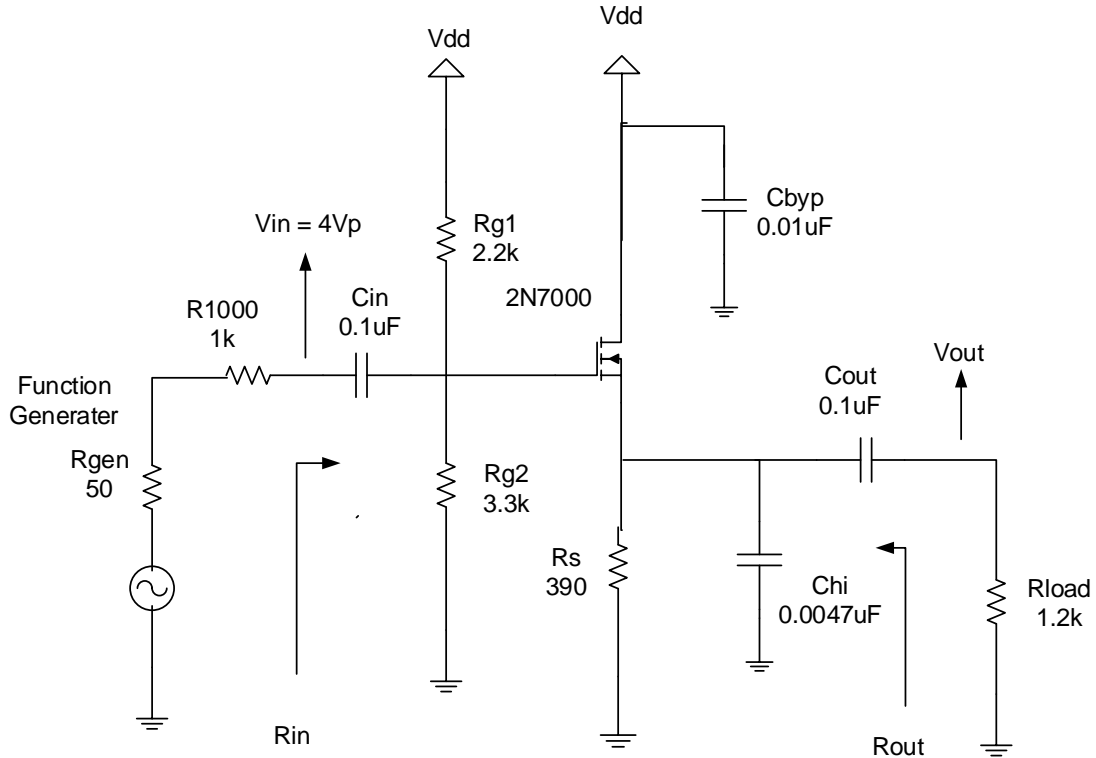 Vdd
Vdd
Cbyp
0.01uF
Rg1
2.2k
Vin = 4Vp
2N7000
R1000
1k
Cin
0.1uF
Vout
Cout
0.1uF
Function
Generater
Rgen
50
Rg2
3.3k
Rs
390
Chi
0.0047uF
Rload
1.2k
Rin
Rout